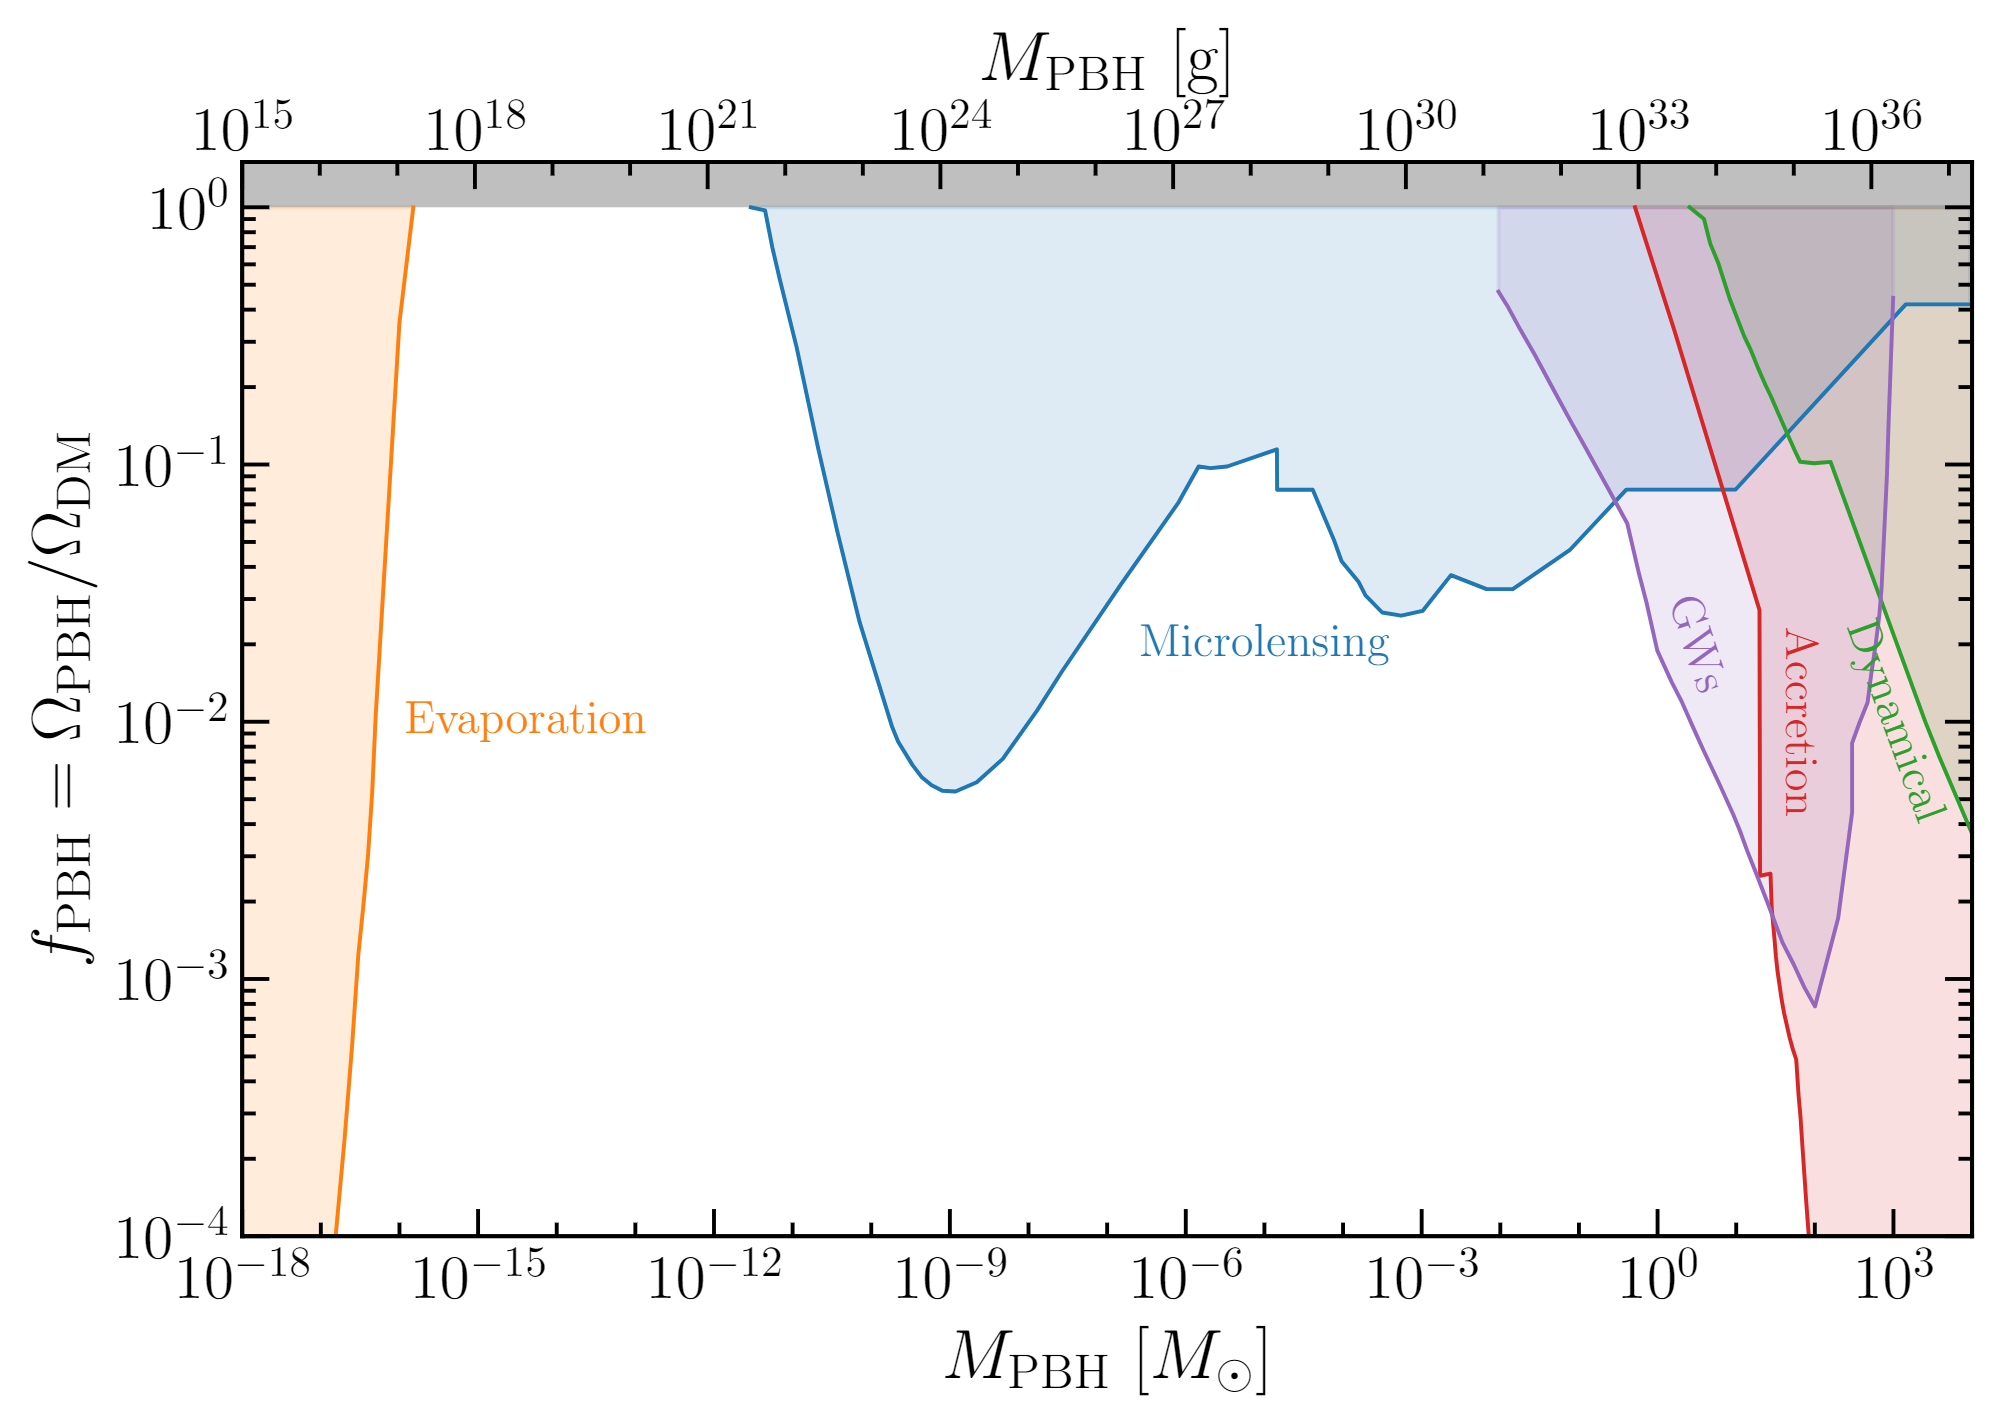 M_PBH [g]
10^15 10^18 10^21 10^24 10^27 10^30 10^33 10^36
f_PBH = Ω_PBH/Ω_DM
10^0
10^−1
10^−2
10^−3
10^−4
Evaporation
Microlensing
GWs
Accretion
Dynamical
10^−18 10^−15 10^−12 10^−9 10^−6 10^−3 10^0 10^3
M_PBH [M_⊙]